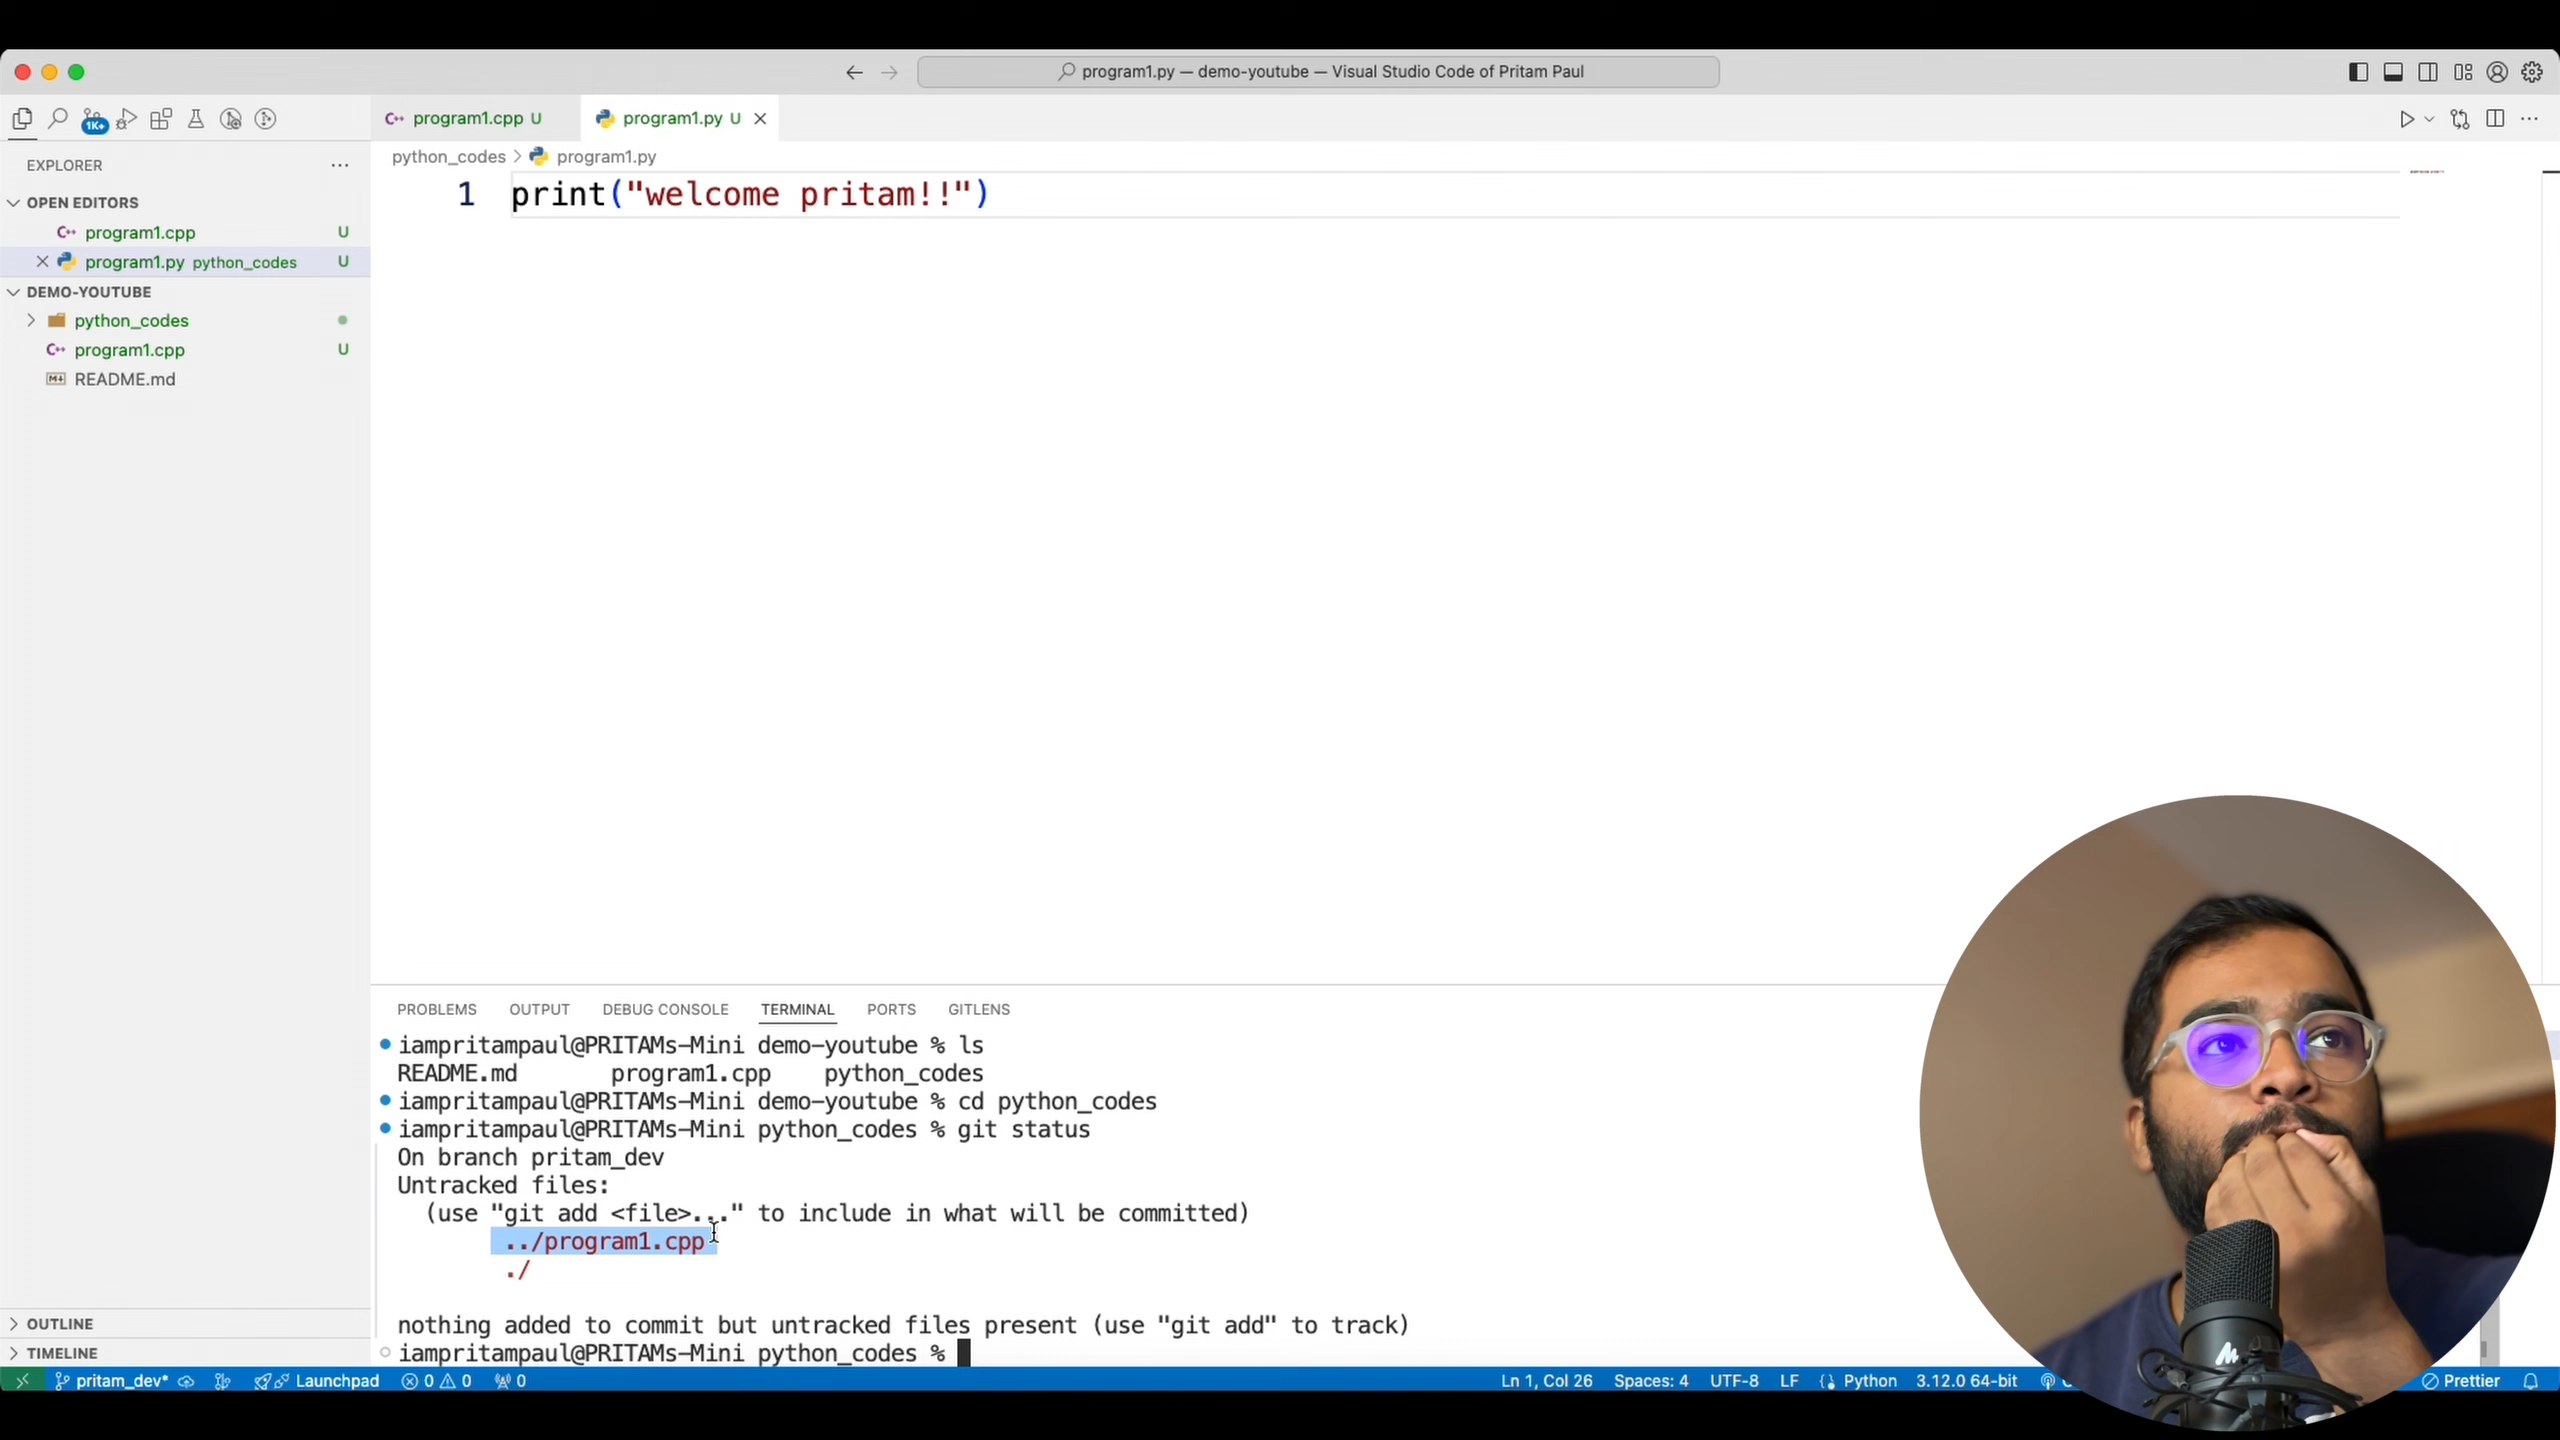 program1.py — demo-youtube — Visual Studio Code of Pritam Paul
1K+
program1.cpp U
program1.py U
EXPLORER
python_codes > program1.py
OPEN EDITORS
1 print("welcome pritam!!")
program1.cpp U
program1.py python_codes U
DEMO-YOUTUBE
python_codes
program1.cpp U
README.md
PROBLEMS OUTPUT DEBUG CONSOLE TERMINAL PORTS GITLENS
iampritampaul@PRITAMs-Mini demo-youtube % ls
README.md program1.cpp python_codes
iampritampaul@PRITAMs-Mini demo-youtube % cd python_codes
iampritampaul@PRITAMs-Mini python_codes % git status
On branch pritam_dev
Untracked files:
(use "git add <file>..." to include in what will be committed)
../program1.cpp
./
nothing added to commit but untracked files present (use "git add" to track)
iampritampaul@PRITAMs-Mini python_codes %
OUTLINE
TIMELINE
pritam_dev* Launchpad 0 0 0 Ln 1, Col 26 Spaces: 4 UTF-8 LF Python 3.12.0 64-bit Prettier